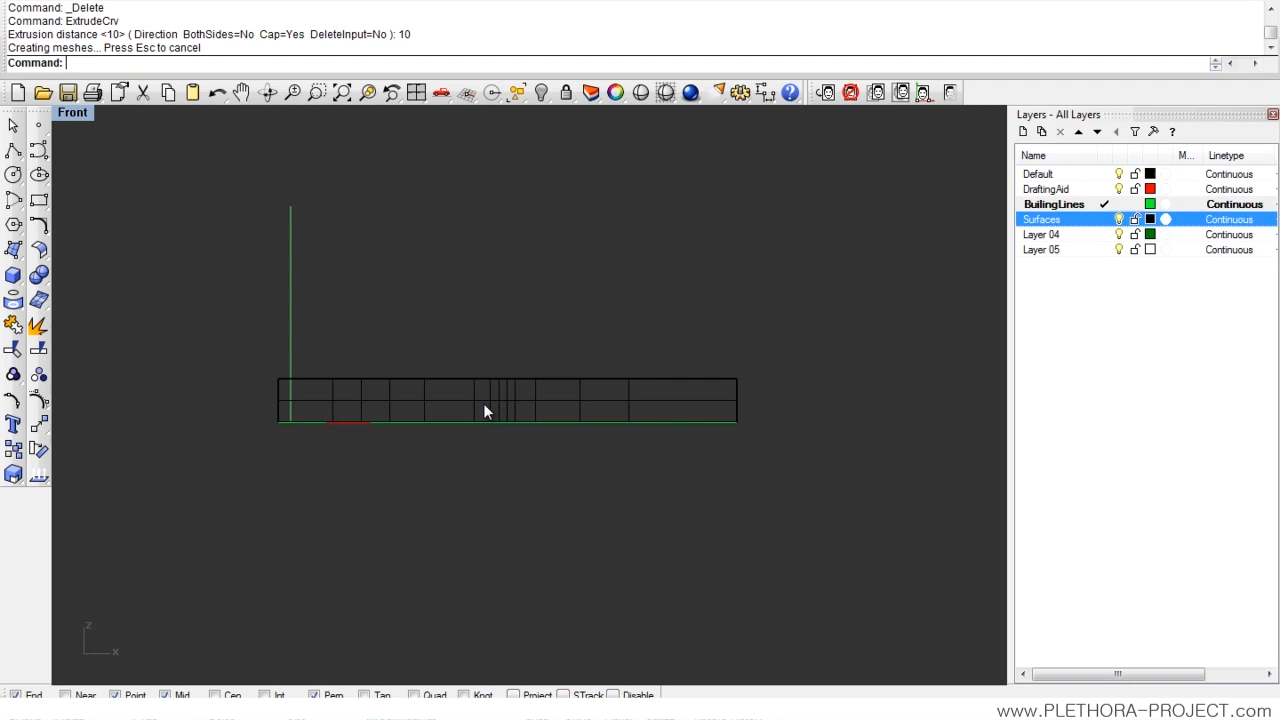 Command: _Delete
Command: ExtrudeCrv
Extrusion distance <10> ( Direction BothSides=No Cap=Yes DeleteInput=No ): 10
Creating meshes... Press Esc to cancel
Command:
Front
Layers - All Layers
Name M... Linetype
Default Continuous
DraftingAid Continuous
BuilingLines Continuous
Surfaces Continuous
Layer 04 Continuous
Layer 05 Continuous
z
x
End Near Point Mid Cen Int Perp Tan Quad Knot Project STrack Disable
www.PLETHORA-PROJECT.com